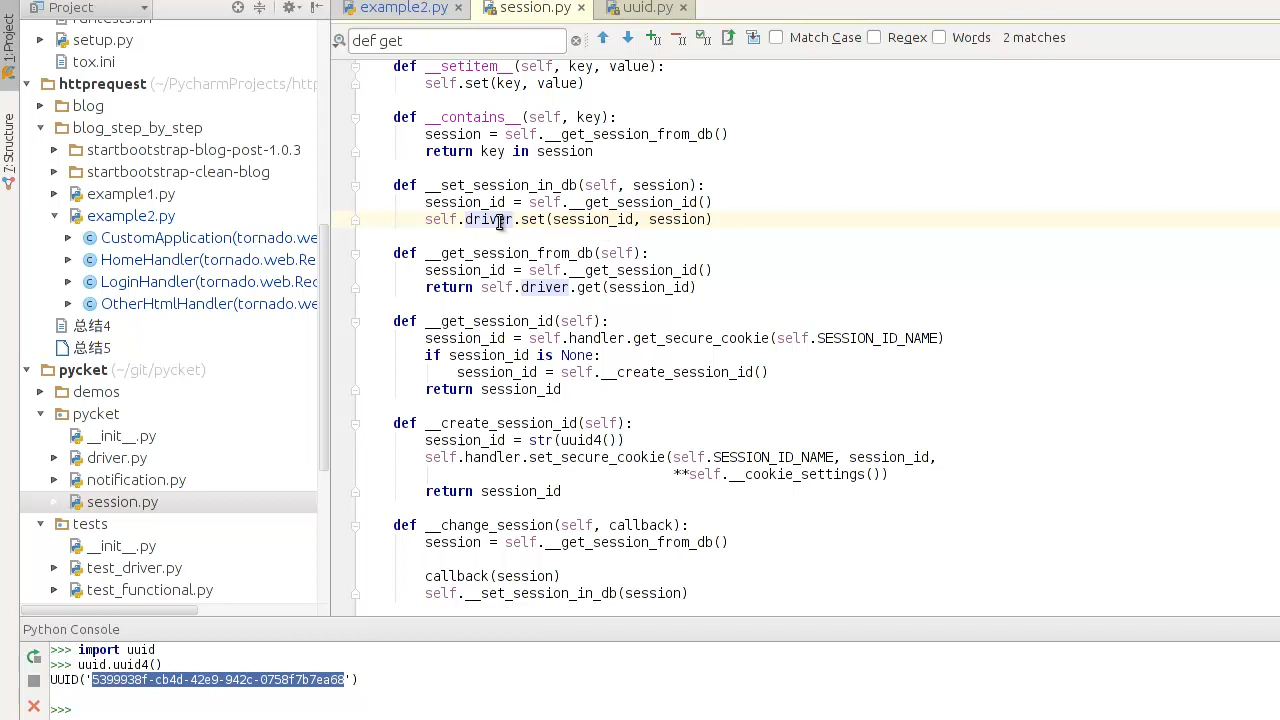 Project
example2.py
session.py
uuid.py
def get
Match Case
Regex
Words
2 matches
1: Project
7: Structure
setup.py
tox.ini
httprequest (~/PycharmProjects/htt
blog
blog_step_by_step
startbootstrap-blog-post-1.0.3
startbootstrap-clean-blog
example1.py
example2.py
CustomApplication(tornado.we
HomeHandler(tornado.web.Re
LoginHandler(tornado.web.Rec
OtherHtmlHandler(tornado.we
总结4
总结5
pycket (~/git/pycket)
demos
pycket
__init__.py
driver.py
notification.py
session.py
tests
__init__.py
test_driver.py
test_functional.py
def __setitem__(self, key, value):
self.set(key, value)
def __contains__(self, key):
session = self.__get_session_from_db()
return key in session
def __set_session_in_db(self, session):
session_id = self.__get_session_id()
self.driver.set(session_id, session)
def __get_session_from_db(self):
session_id = self.__get_session_id()
return self.driver.get(session_id)
def __get_session_id(self):
session_id = self.handler.get_secure_cookie(self.SESSION_ID_NAME)
if session_id is None:
session_id = self.__create_session_id()
return session_id
def __create_session_id(self):
session_id = str(uuid4())
self.handler.set_secure_cookie(self.SESSION_ID_NAME, session_id,
**self.__cookie_settings())
return session_id
def __change_session(self, callback):
session = self.__get_session_from_db()
callback(session)
self.__set_session_in_db(session)
Python Console
>>> import uuid
>>> uuid.uuid4()
UUID('5399938f-cb4d-42e9-942c-0758f7b7ea68')
>>>